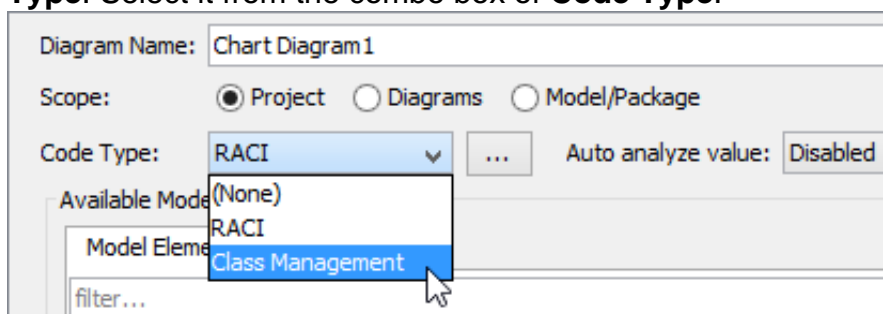 Type. Select it from the combo box of Code Type.
Diagram Name: Chart Diagram1
Scope: Project Diagrams Model/Package
Code Type: RACI ... Auto analyze value: Disabled
(None)
Available Mode
RACI
Model Eleme
Class Management
filter...